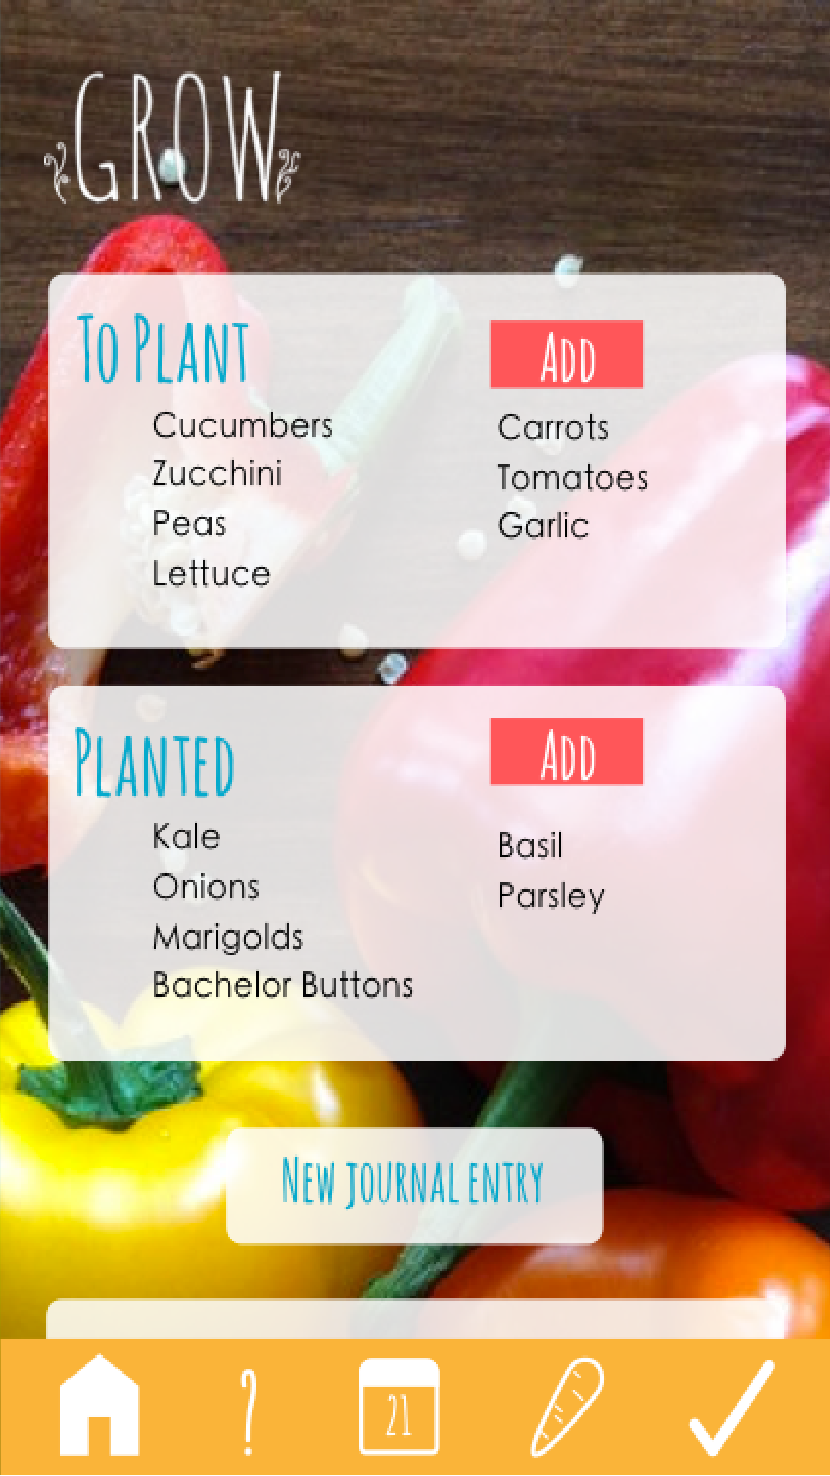 GROW
To Plant
Add
Cucumbers
Zucchini
Peas
Lettuce
Carrots
Tomatoes
Garlic
Planted
Add
Kale
Onions
Marigolds
Bachelor Buttons
Basil
Parsley
New journal entry
?
21